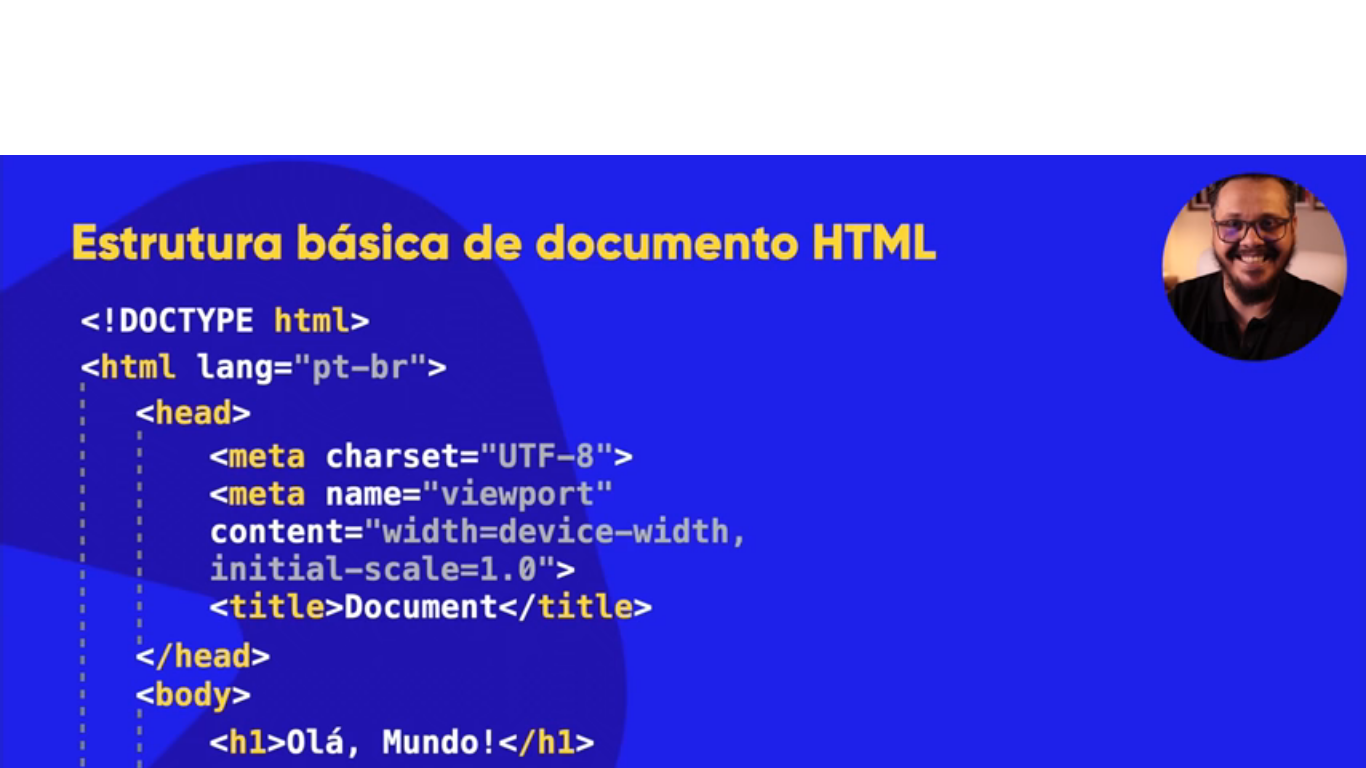 Estrutura básica de documento HTML
<!DOCTYPE html>
<html lang="pt-br">
<head>
<meta charset="UTF-8">
<meta name="viewport"
content="width=device-width,
initial-scale=1.0">
<title>Document</title>
</head>
<body>
<h1>Olá, Mundo!</h1>